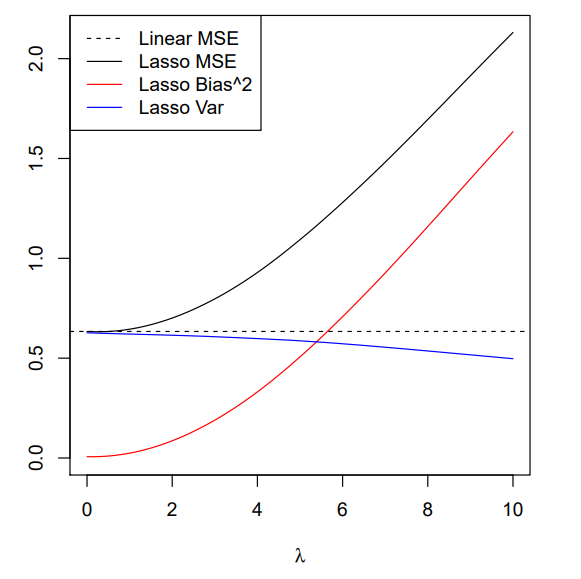 Linear MSE
Lasso MSE
Lasso Bias^2
Lasso Var
2.0
1.5
1.0
0.5
0.0
0 2 4 6 8 10
λ